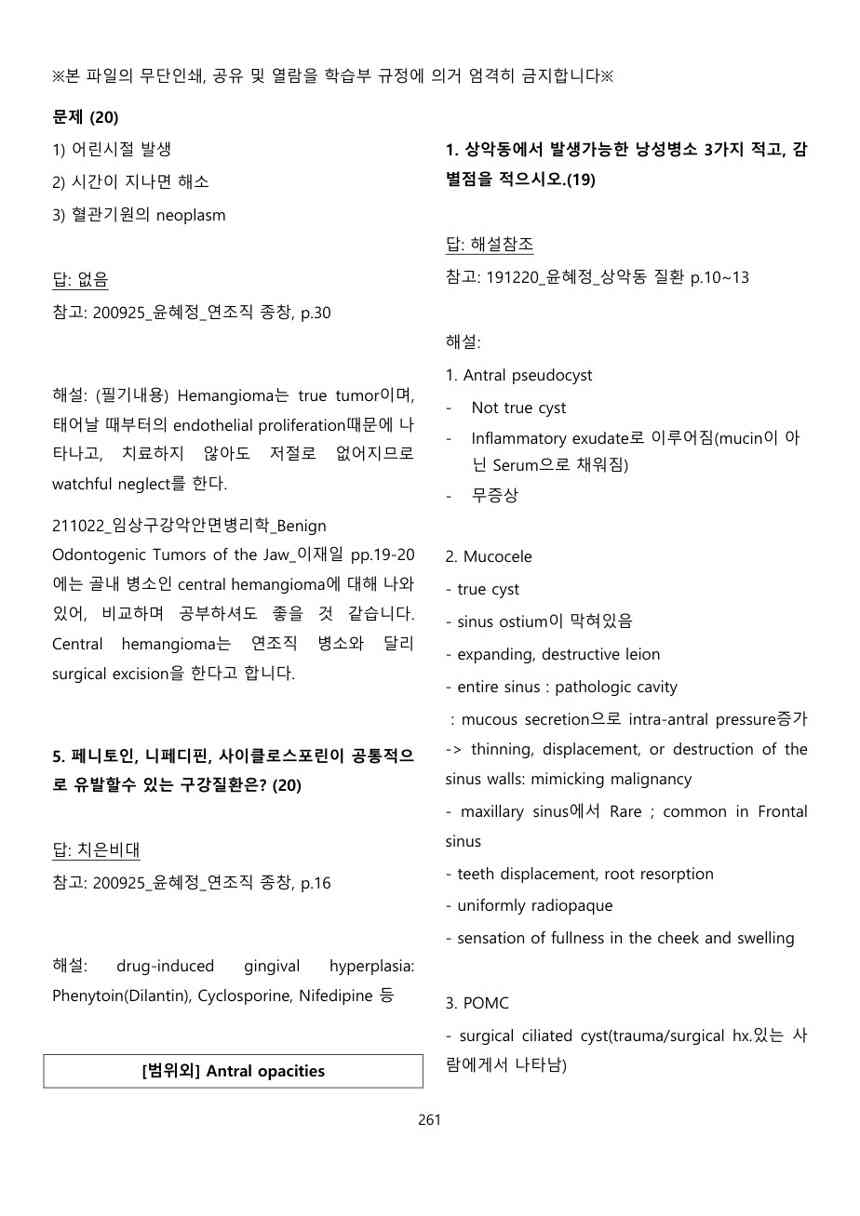 ※본 파일의 무단인쇄, 공유 및 열람을 학습부 규정에 의거 엄격히 금지합니다※
문제 (20)
1) 어린시절 발생
2) 시간이 지나면 해소
3) 혈관기원의 neoplasm
답: 없음
참고: 200925_윤혜정_연조직 종창, p.30
해설: (필기내용) Hemangioma는 true tumor이며,
태어날 때부터의 endothelial proliferation때문에 나
타나고, 치료하지 않아도 저절로 없어지므로
watchful neglect를 한다.
211022_임상구강악안면병리학_Benign
Odontogenic Tumors of the Jaw_이재일 pp.19-20
에는 골내 병소인 central hemangioma에 대해 나와
있어, 비교하며 공부하셔도 좋을 것 같습니다.
Central hemangioma는 연조직 병소와 달리
surgical excision을 한다고 합니다.
5. 페니토인, 니페디핀, 사이클로스포린이 공통적으
로 유발할수 있는 구강질환은? (20)
답: 치은비대
참고: 200925_윤혜정_연조직 종창, p.16
해설: drug-induced gingival hyperplasia:
Phenytoin(Dilantin), Cyclosporine, Nifedipine 등
[범위외] Antral opacities
1. 상악동에서 발생가능한 낭성병소 3가지 적고, 감
별점을 적으시오.(19)
답: 해설참조
참고: 191220_윤혜정_상악동 질환 p.10~13
해설:
1. Antral pseudocyst
- Not true cyst
- Inflammatory exudate로 이루어짐(mucin이 아
닌 Serum으로 채워짐)
- 무증상
2. Mucocele
- true cyst
- sinus ostium이 막혀있음
- expanding, destructive leion
- entire sinus : pathologic cavity
: mucous secretion으로 intra-antral pressure증가
-> thinning, displacement, or destruction of the
sinus walls: mimicking malignancy
- maxillary sinus에서 Rare ; common in Frontal
sinus
- teeth displacement, root resorption
- uniformly radiopaque
- sensation of fullness in the cheek and swelling
3. POMC
- surgical ciliated cyst(trauma/surgical hx.있는 사
람에게서 나타남)
261